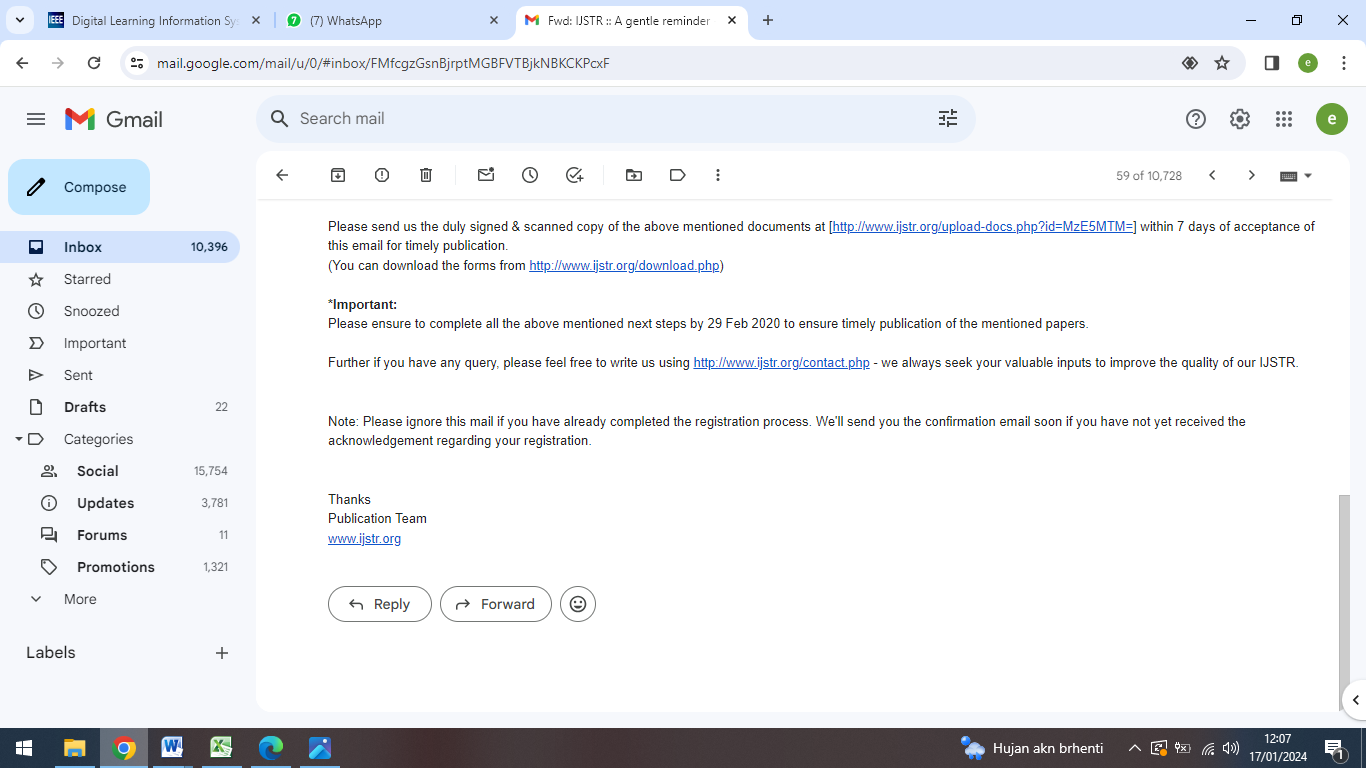 Digital Learning Information Sy
(7) WhatsApp
Fwd: IJSTR :: A gentle reminder
mail.google.com/mail/u/0/#inbox/FMfcgzGsnBjrptMGBFVTBjkNBKCKPcxF
e
Gmail
Search mail
e
Compose
59 of 10,728
Inbox 10,396
Starred
Snoozed
Important
Sent
Drafts 22
Categories
Social 15,754
Updates 3,781
Forums 11
Promotions 1,321
More
Labels
Please send us the duly signed & scanned copy of the above mentioned documents at [http://www.ijstr.org/upload-docs.php?id=MzE5MTM=] within 7 days of acceptance of
this email for timely publication.
(You can download the forms from http://www.ijstr.org/download.php)
*Important:
Please ensure to complete all the above mentioned next steps by 29 Feb 2020 to ensure timely publication of the mentioned papers.
Further if you have any query, please feel free to write us using http://www.ijstr.org/contact.php - we always seek your valuable inputs to improve the quality of our IJSTR.
Note: Please ignore this mail if you have already completed the registration process. We'll send you the confirmation email soon if you have not yet received the
acknowledgement regarding your registration.
Thanks
Publication Team
www.ijstr.org
Reply
Forward
Hujan akn brhenti
12:07
17/01/2024
1